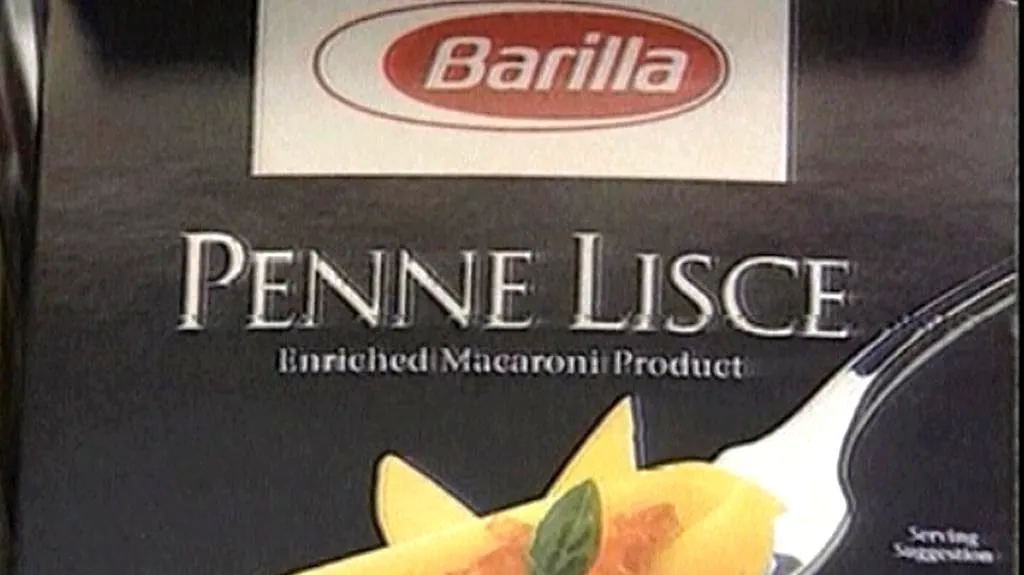 Barilla
PENNE LISCE
Enriched Macaroni Product
Serving
Suggestion